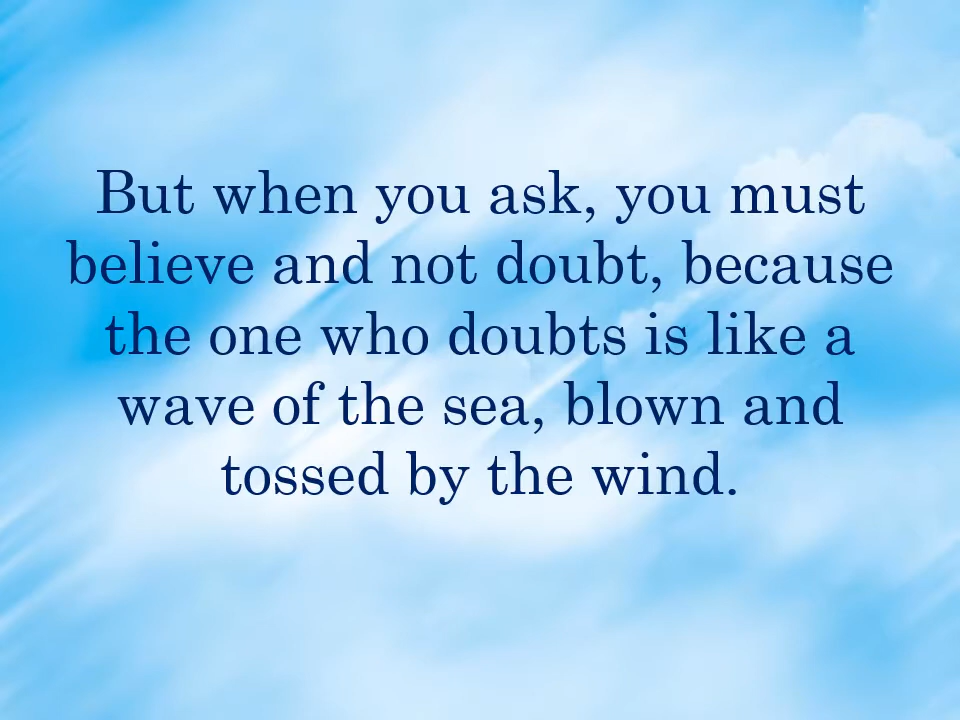 But when you ask, you must
believe and not doubt, because
the one who doubts is like a
wave of the sea, blown and
tossed by the wind.